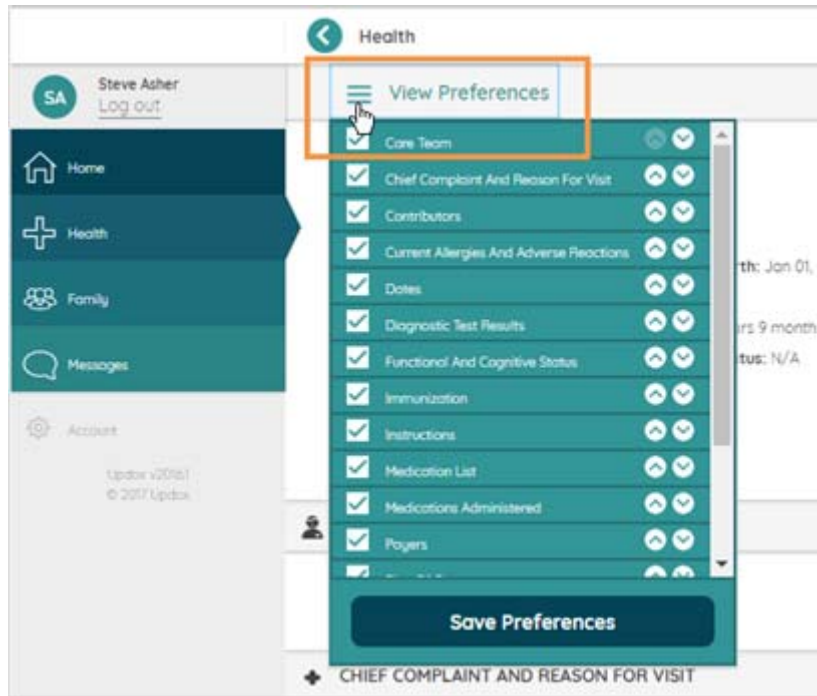 Health
Steve Asher
SA
Log out
View Preferences
Home
Health
Family
Messages
Account
Updox v2016.1
© 2017 Updox
Care Team
Chief Complaint And Reason For Visit
Contributors
Current Allergies And Adverse Reactions
Dates
Diagnostic Test Results
Functional And Cognitive Status
Immunization
Instructions
Medication List
Medications Administered
Payers
Save Preferences
rth: Jan 01,
rs 9 month
tus: N/A
CHIEF COMPLAINT AND REASON FOR VISIT